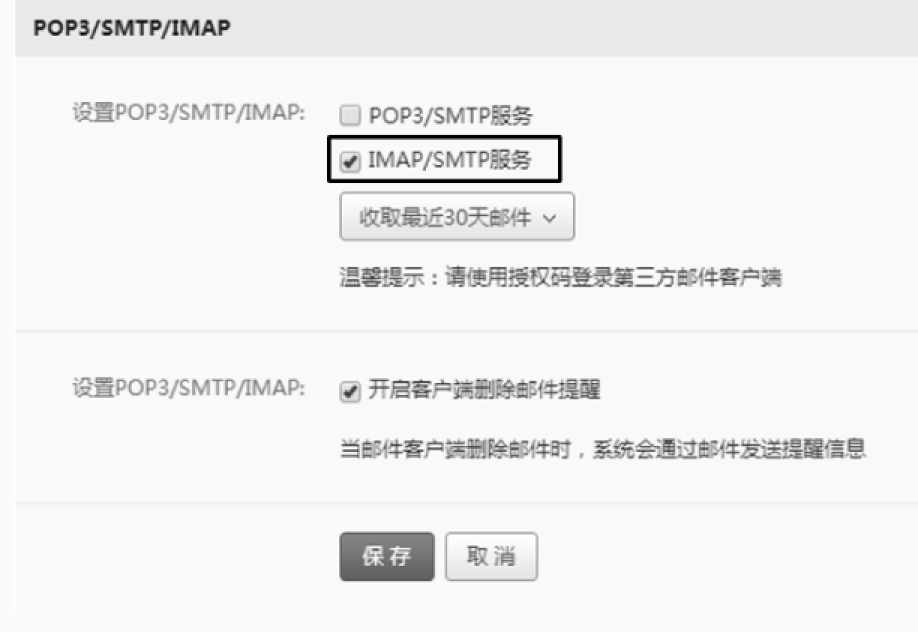 POP3/SMTP/IMAP
设置POP3/SMTP/IMAP: POP3/SMTP服务
IMAP/SMTP服务
收取最近30天邮件
温馨提示：请使用授权码登录第三方邮件客户端
设置POP3/SMTP/IMAP: 开启客户端删除邮件提醒
当邮件客户端删除邮件时，系统会通过邮件发送提醒信息
保存 取消